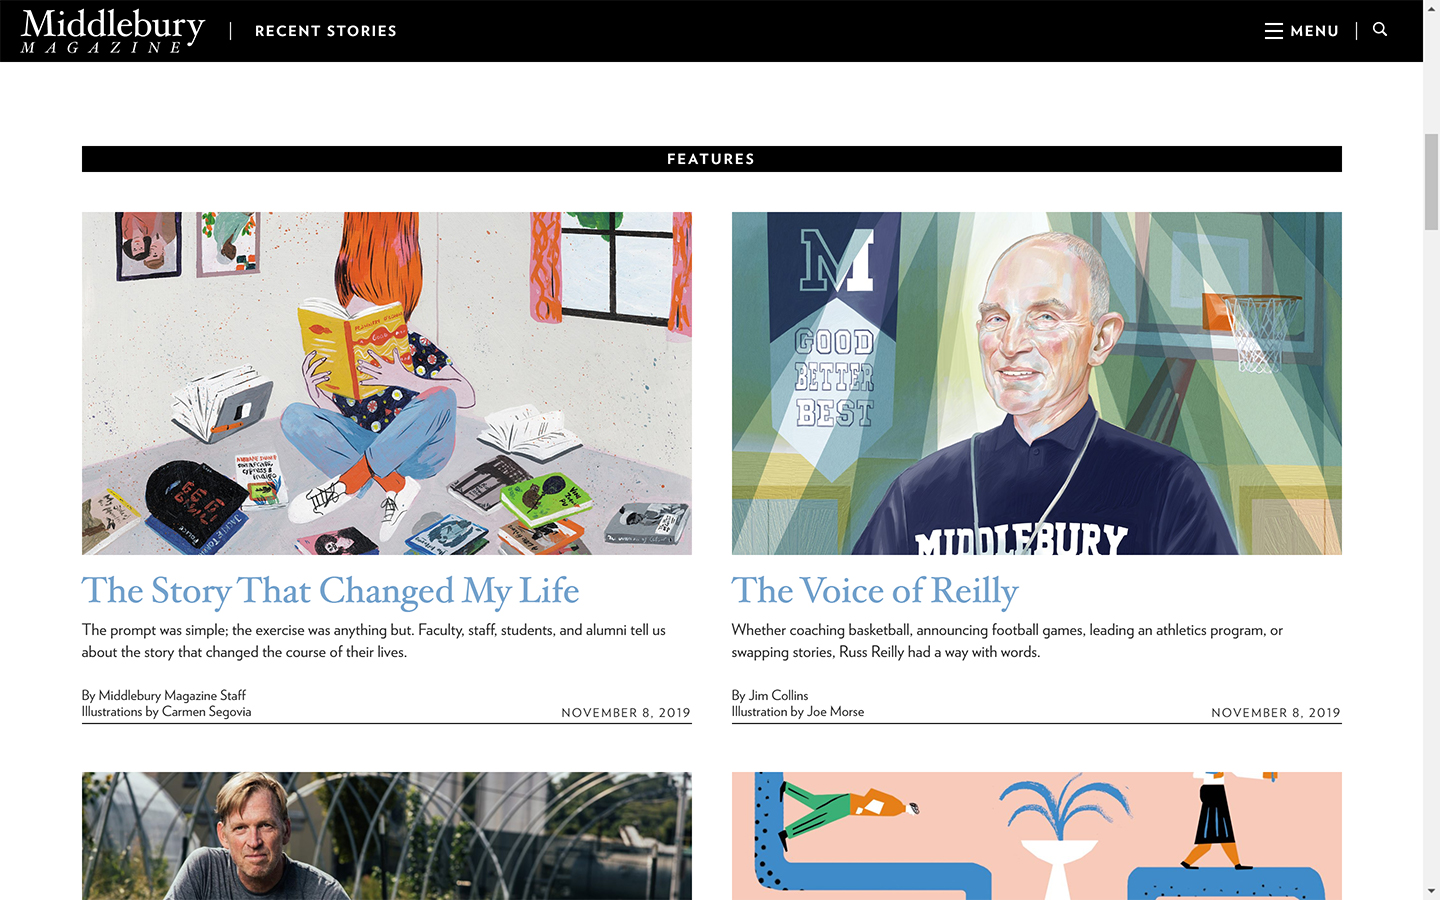 Middlebury
MAGAZINE
RECENT STORIES
MENU
FEATURES
M
GOOD
BETTER
BEST
MIDDLEBURY
The Story That Changed My Life
The prompt was simple; the exercise was anything but. Faculty, staff, students, and alumni tell us
about the story that changed the course of their lives.
By Middlebury Magazine Staff
Illustrations by Carmen Segovia
NOVEMBER 8, 2019
The Voice of Reilly
Whether coaching basketball, announcing football games, leading an athletics program, or
swapping stories, Russ Reilly had a way with words.
By Jim Collins
Illustration by Joe Morse
NOVEMBER 8, 2019